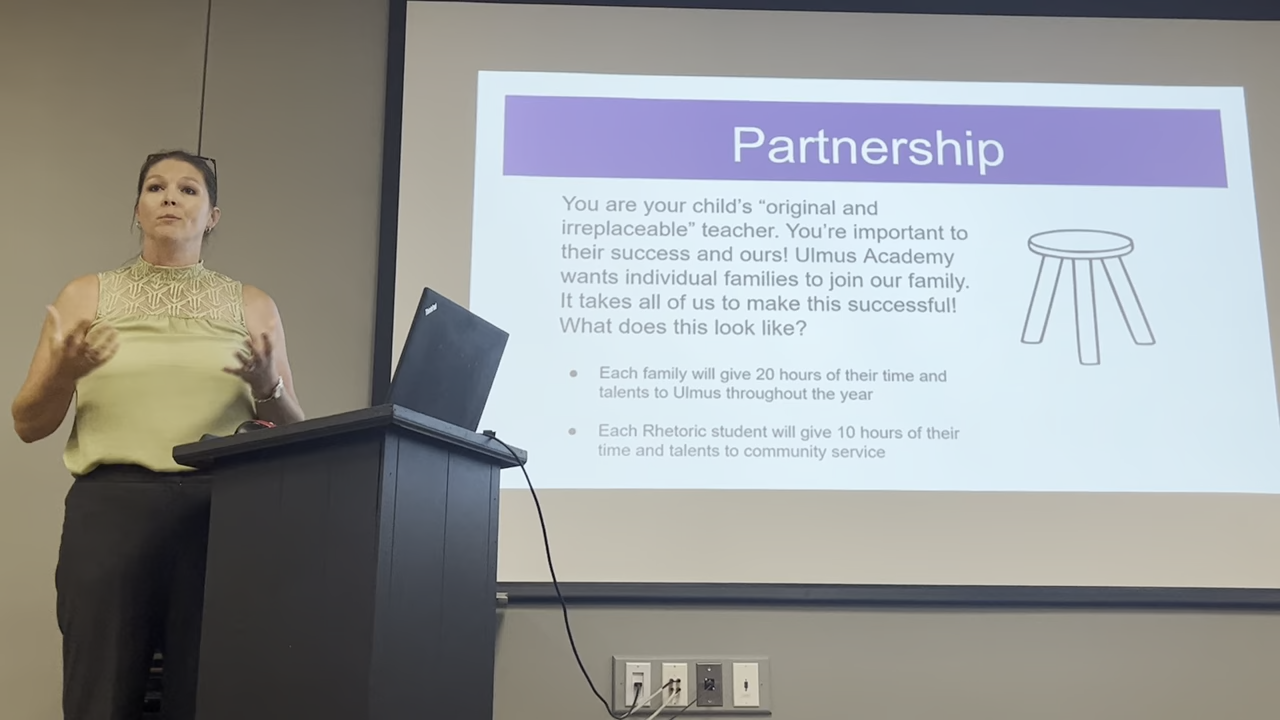 Partnership
You are your child's “original and
irreplaceable” teacher. You're important to
their success and ours! Ulmus Academy
wants individual families to join our family.
It takes all of us to make this successful!
What does this look like?
● Each family will give 20 hours of their time and
talents to Ulmus throughout the year
● Each Rhetoric student will give 10 hours of their
time and talents to community service
ThinkPad